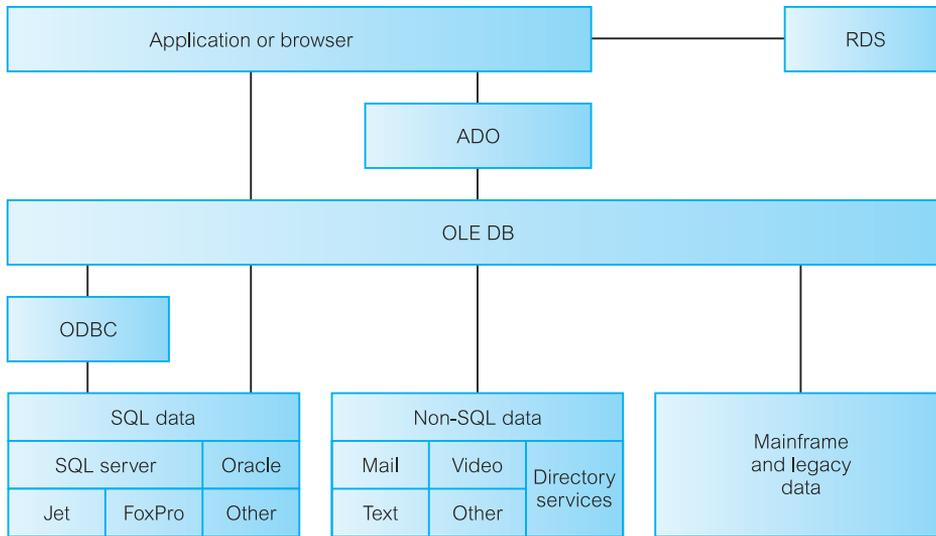 Application or browser
RDS
ADO
OLE DB
ODBC
SQL data
SQL server
Oracle
Jet
FoxPro
Other
Non-SQL data
Mail
Video
Directory
services
Text
Other
Mainframe
and legacy
data